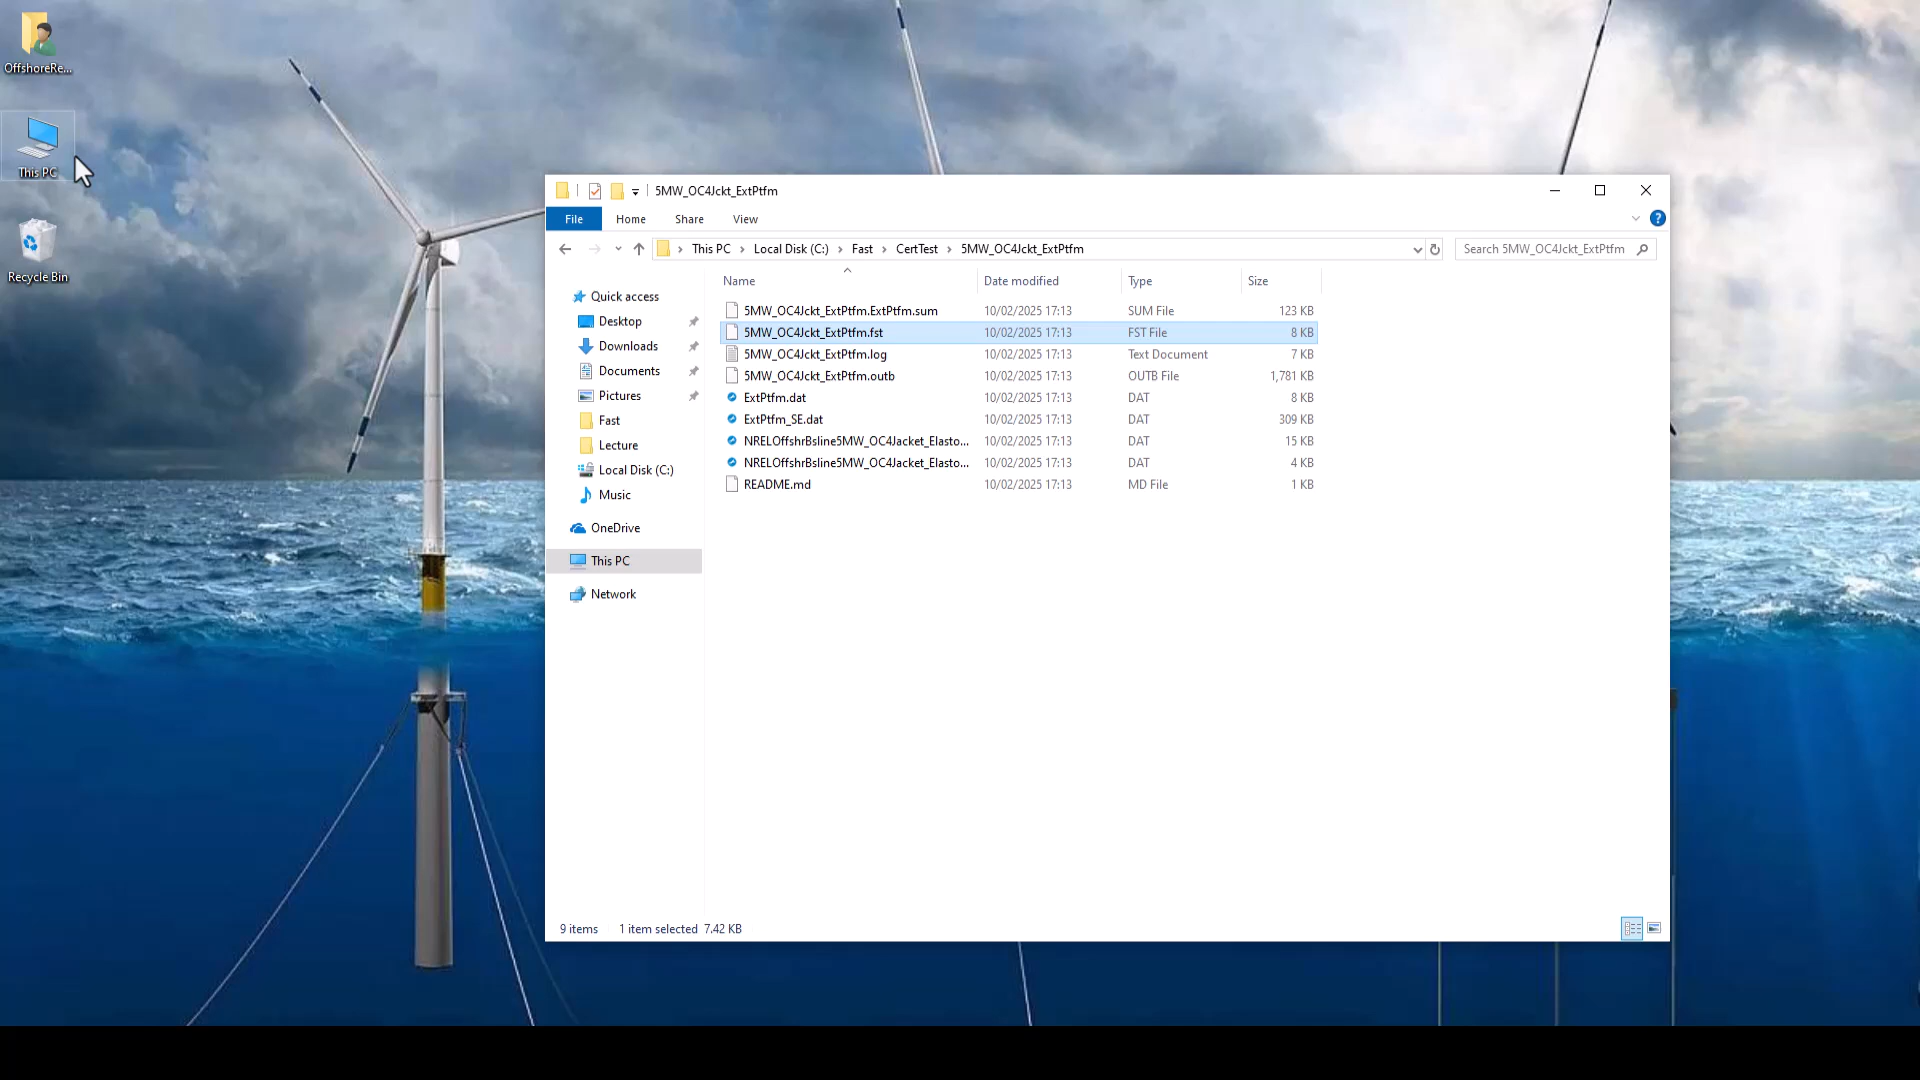 OffshoreRe...
This PC
Recycle Bin
5MW_OC4Jckt_ExtPtfm
File Home Share View
This PC Local Disk (C:) Fast CertTest 5MW_OC4Jckt_ExtPtfm Search 5MW_OC4Jckt_ExtPtfm
Quick access
Desktop
Downloads
Documents
Pictures
Fast
Lecture
Local Disk (C:)
Music
OneDrive
This PC
Network
Name Date modified Type Size
5MW_OC4Jckt_ExtPtfm.ExtPtfm.sum 10/02/2025 17:13 SUM File 123 KB
5MW_OC4Jckt_ExtPtfm.fst 10/02/2025 17:13 FST File 8 KB
5MW_OC4Jckt_ExtPtfm.log 10/02/2025 17:13 Text Document 7 KB
5MW_OC4Jckt_ExtPtfm.outb 10/02/2025 17:13 OUTB File 1,781 KB
ExtPtfm.dat 10/02/2025 17:13 DAT 8 KB
ExtPtfm_SE.dat 10/02/2025 17:13 DAT 309 KB
NRELOffshrBsline5MW_OC4Jacket_Elasto... 10/02/2025 17:13 DAT 15 KB
NRELOffshrBsline5MW_OC4Jacket_Elasto... 10/02/2025 17:13 DAT 4 KB
README.md 10/02/2025 17:13 MD File 1 KB
9 items 1 item selected 7.42 KB